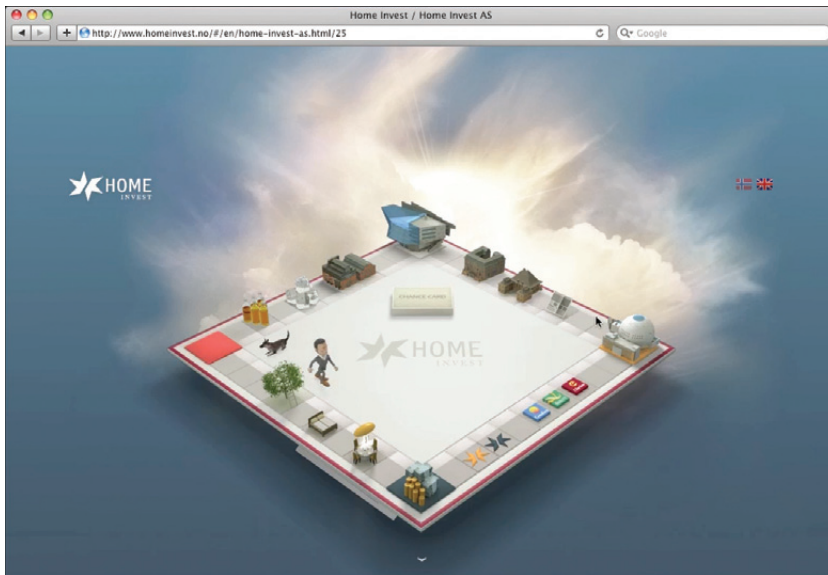 Home Invest / Home Invest AS
http://www.homeinvest.no/#/en/home-invest-as.html/25
Google
HOME
INVEST
CHANCE CARD
HOME
INVEST